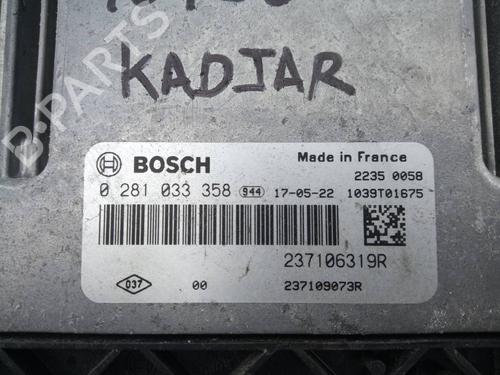 KADJAR
B-PARTS
BOSCH
Made in France
2235 0058
0 281 033 358 944 17-05-22 1039T01675
237106319R
037 00 237109073R